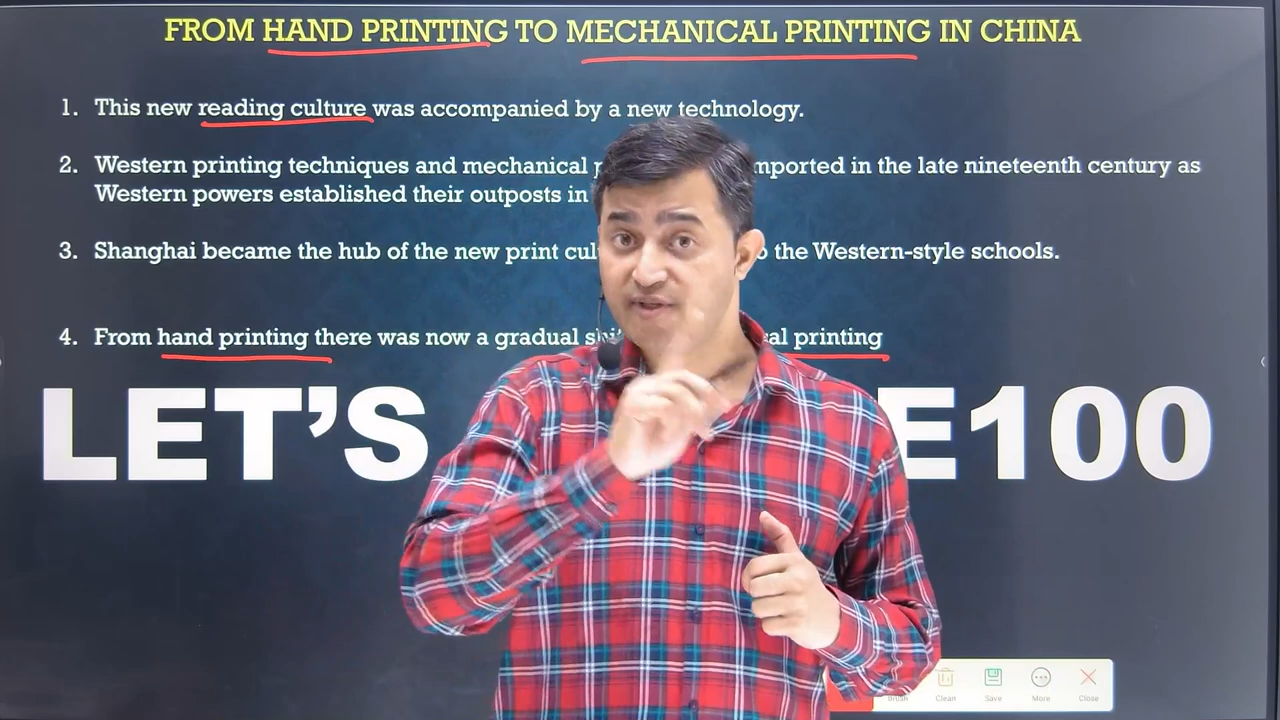 FROM HAND PRINTING TO MECHANICAL PRINTING IN CHINA
1. This new reading culture was accompanied by a new technology.
2. Western printing techniques and mechanical in the late nineteenth century as
Western powers established their outposts in
3. Shanghai became the hub of the new print the Western-style schools.
4. From hand printing there was now a gradual printing
LET'S E100
Brush Clean Save More Close